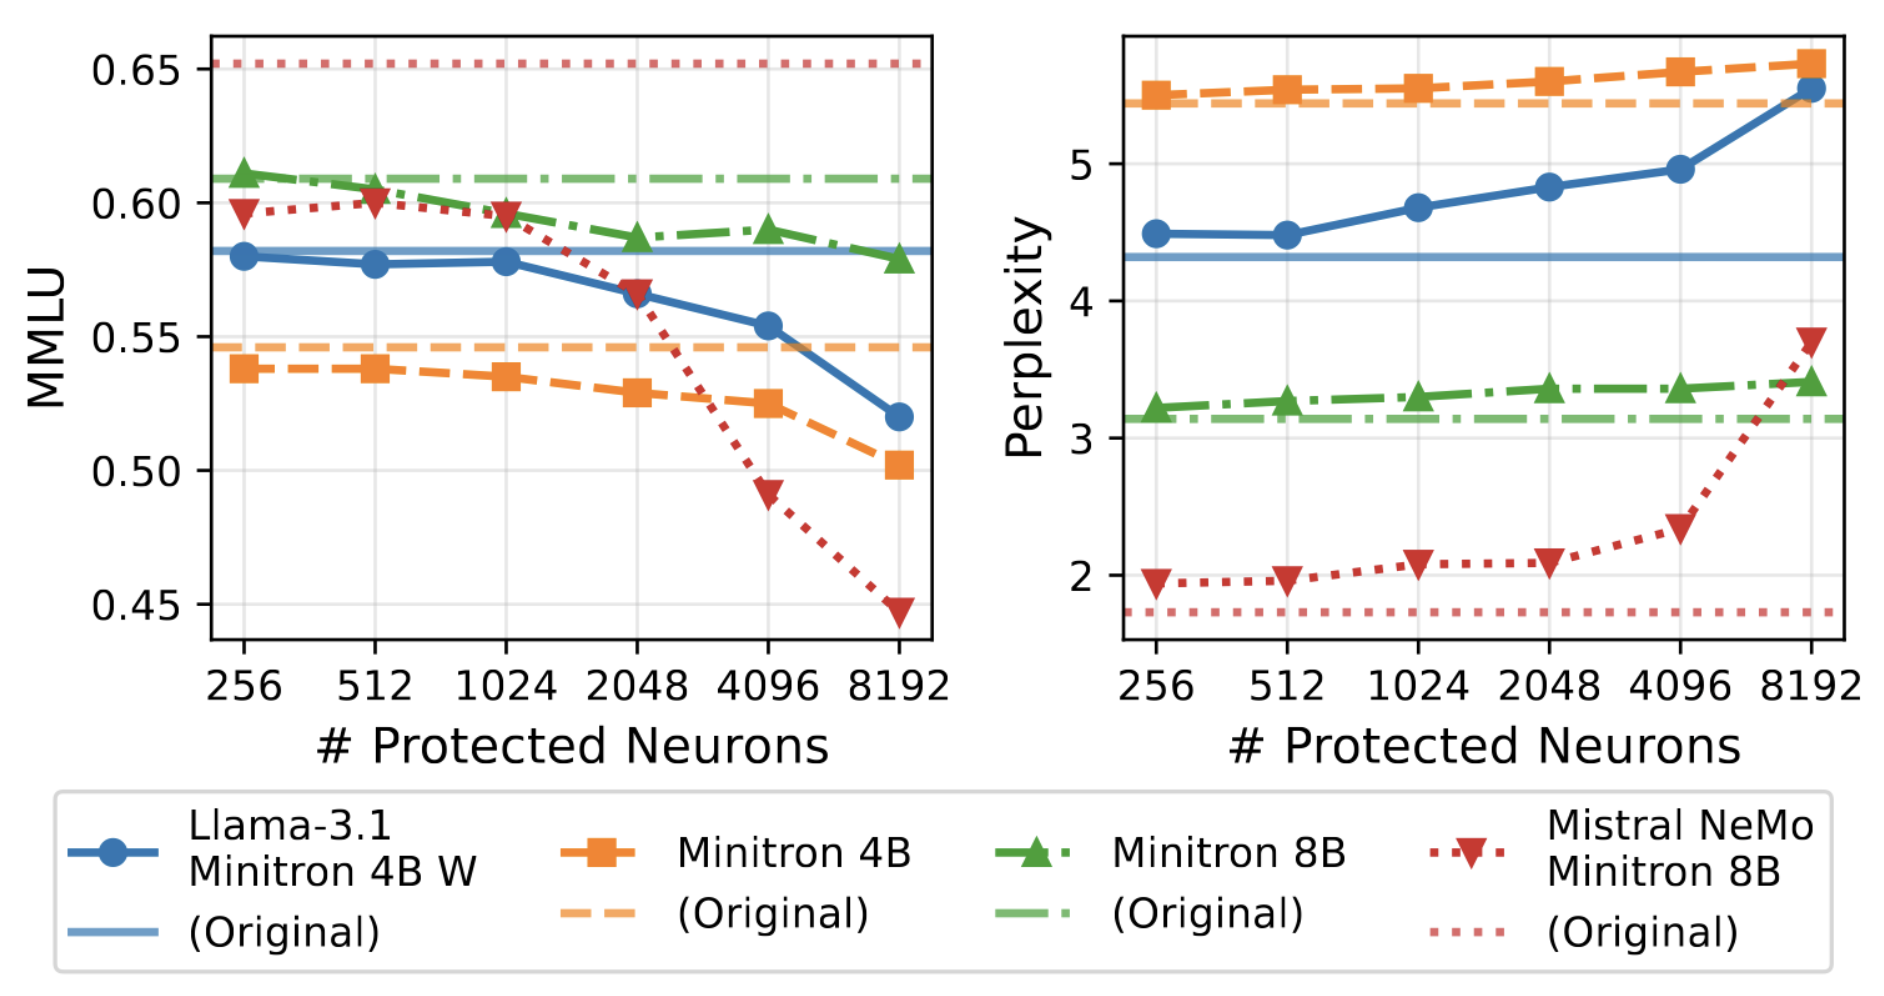 MMLU
0.65
0.60
0.55
0.50
0.45
256 512 1024 2048 4096 8192
# Protected Neurons
Perplexity
5
4
3
2
256 512 1024 2048 4096 8192
# Protected Neurons
Llama-3.1
Minitron 4B W
(Original)
Minitron 4B
(Original)
Minitron 8B
(Original)
Mistral NeMo
Minitron 8B
(Original)